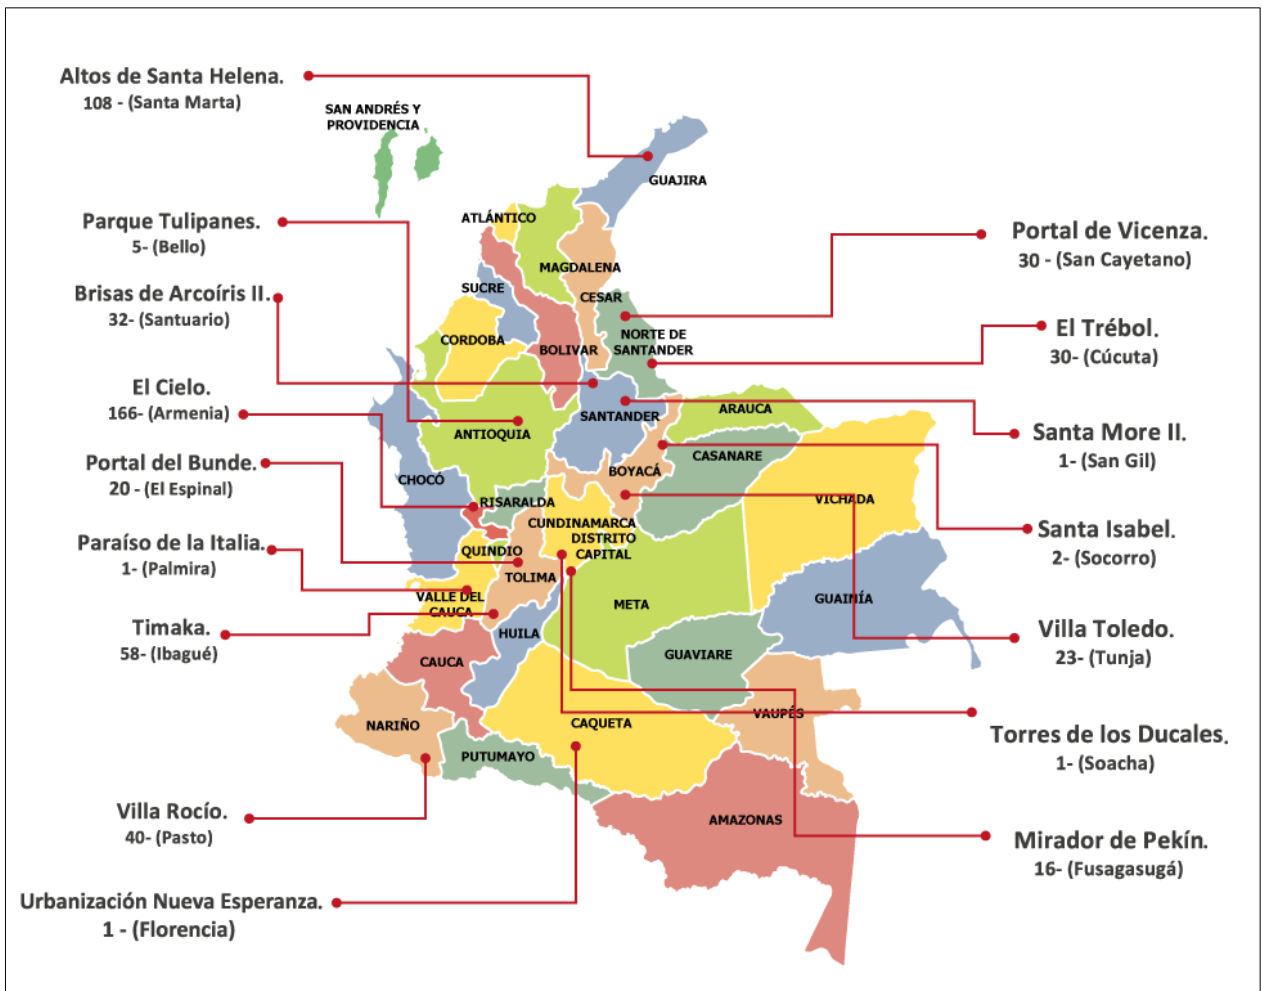 Altos de Santa Helena.
108 - (Santa Marta)
Parque Tulipanes.
5- (Bello)
Brisas de Arcoíris II.
32- (Santuario)
El Cielo.
166- (Armenia)
Portal del Bunde.
20 - (El Espinal)
Paraíso de la Italia.
1- (Palmira)
Timaka.
58- (Ibagué)
Villa Rocío.
40- (Pasto)
Urbanización Nueva Esperanza.
1 - (Florencia)
SAN ANDRÉS Y
PROVIDENCIA
GUAJIRA
ATLÁNTICO
MAGDALENA
SUCRE
CESAR
CORDOBA
BOLIVAR
NORTE DE
SANTANDER
SANTANDER
ARAUCA
ANTIOQUIA
BOYACÁ
CASANARE
CHOCÓ
RISARALDA
VICHADA
CUNDINAMARCA
DISTRITO
CAPITAL
QUINDIO
TOLIMA
VALLE DEL
CAUCA
META
GUAINÍA
HUILA
CAUCA
GUAVIARE
NARIÑO
CAQUETA
VAUPÉS
PUTUMAYO
AMAZONAS
Portal de Vicenza.
30 - (San Cayetano)
El Trébol.
30- (Cúcuta)
Santa More II.
1- (San Gil)
Santa Isabel.
2- (Socorro)
Villa Toledo.
23- (Tunja)
Torres de los Ducales.
1- (Soacha)
Mirador de Pekín.
16- (Fusagasugá)